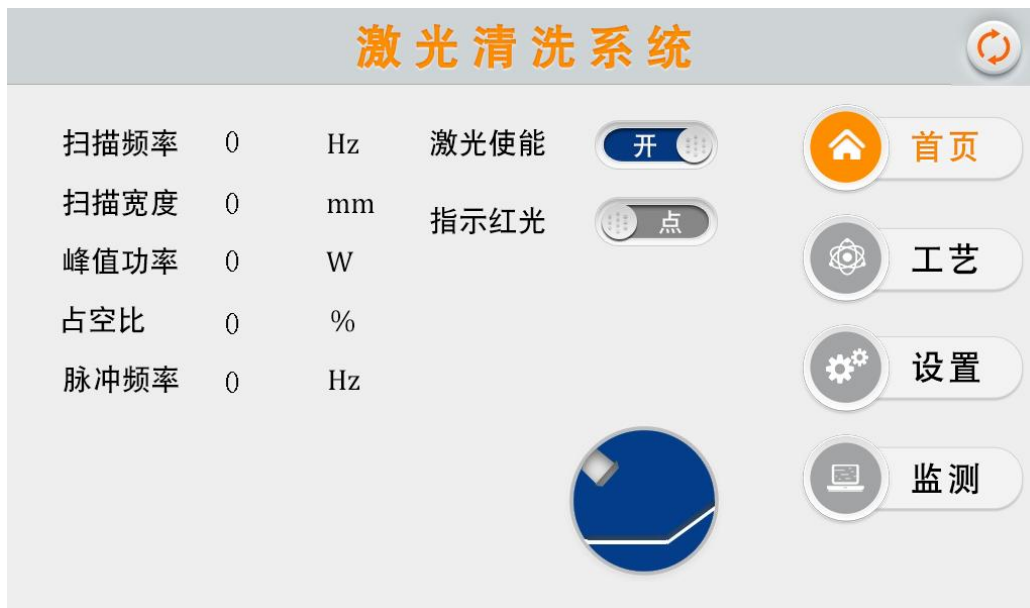 激光清洗系统
扫描频率 0 Hz
激光使能 开
扫描宽度 0 mm
指示红光 点
峰值功率 0 W
占空比 0 %
脉冲频率 0 Hz
首页
工艺
设置
监测